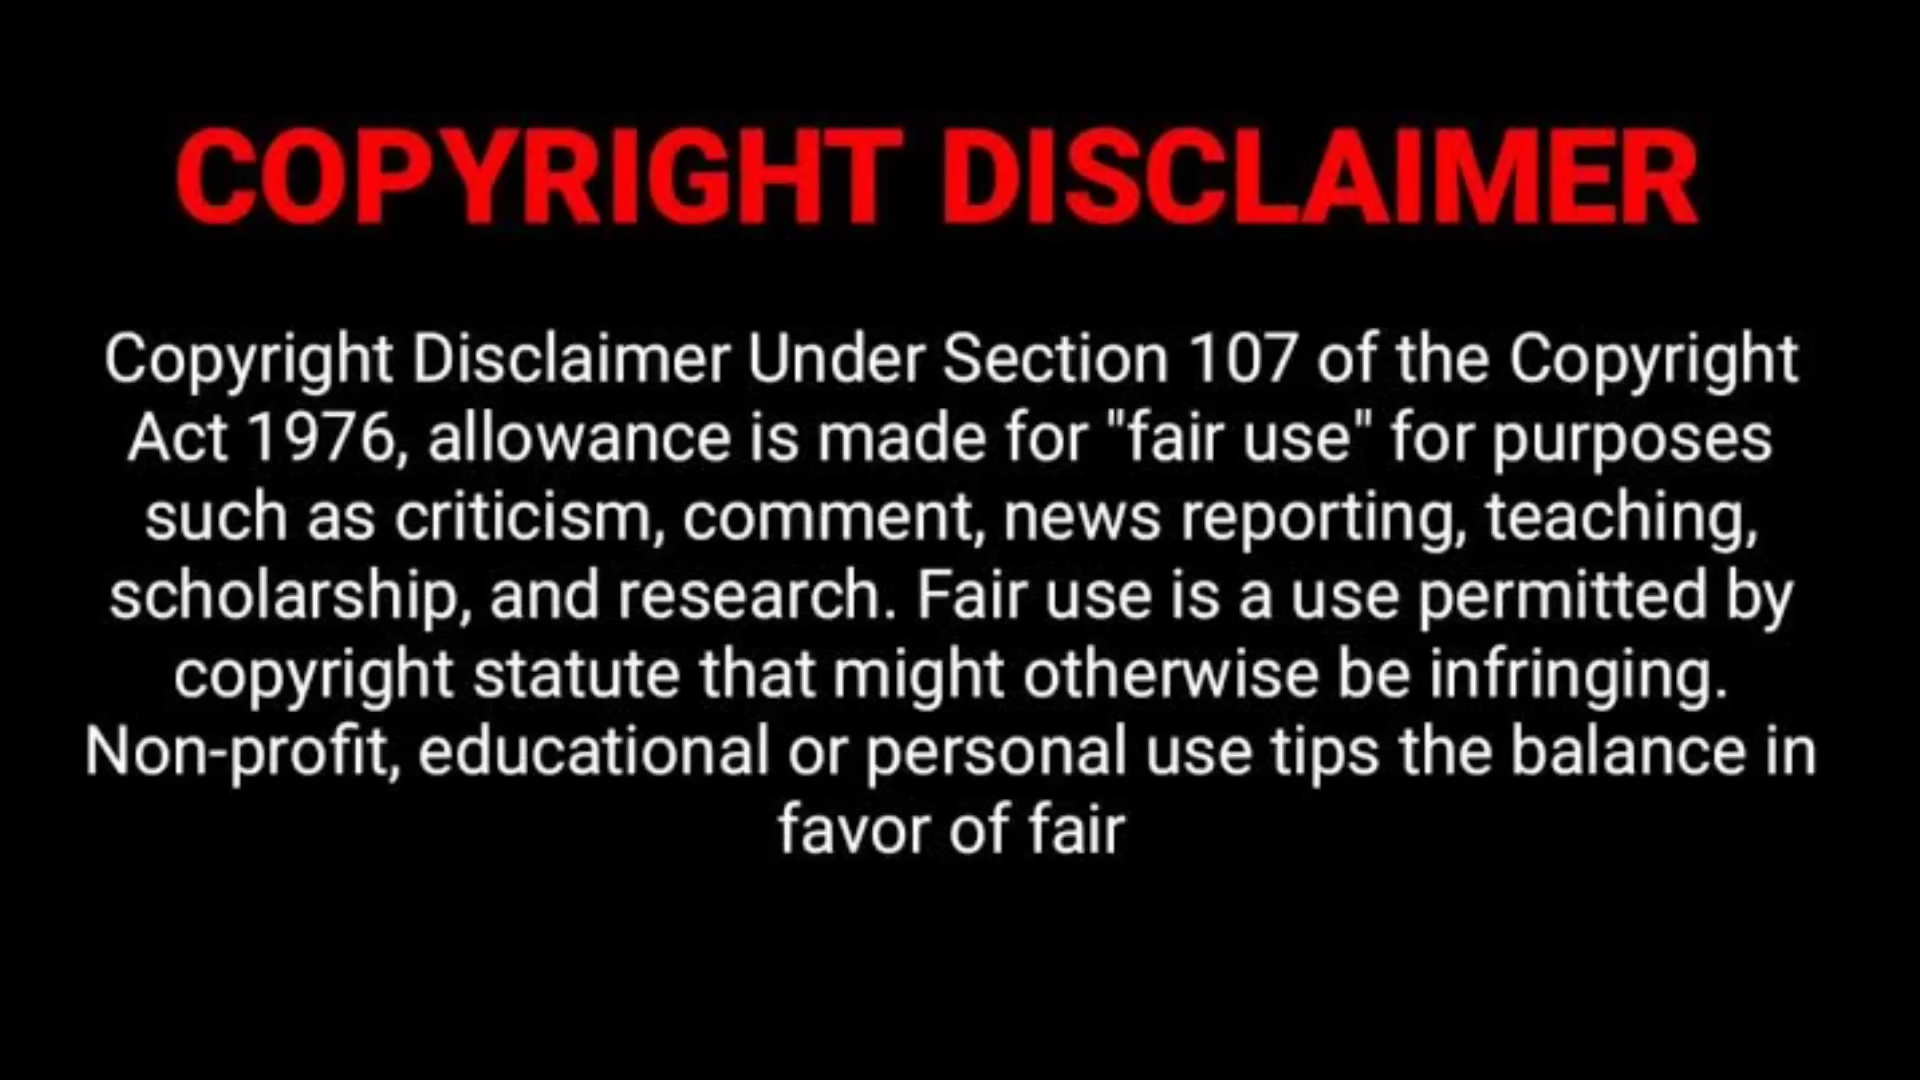 COPYRIGHT DISCLAIMER
Copyright Disclaimer Under Section 107 of the Copyright
Act 1976, allowance is made for "fair use" for purposes
such as criticism, comment, news reporting, teaching,
scholarship, and research. Fair use is a use permitted by
copyright statute that might otherwise be infringing.
Non-profit, educational or personal use tips the balance in
favor of fair